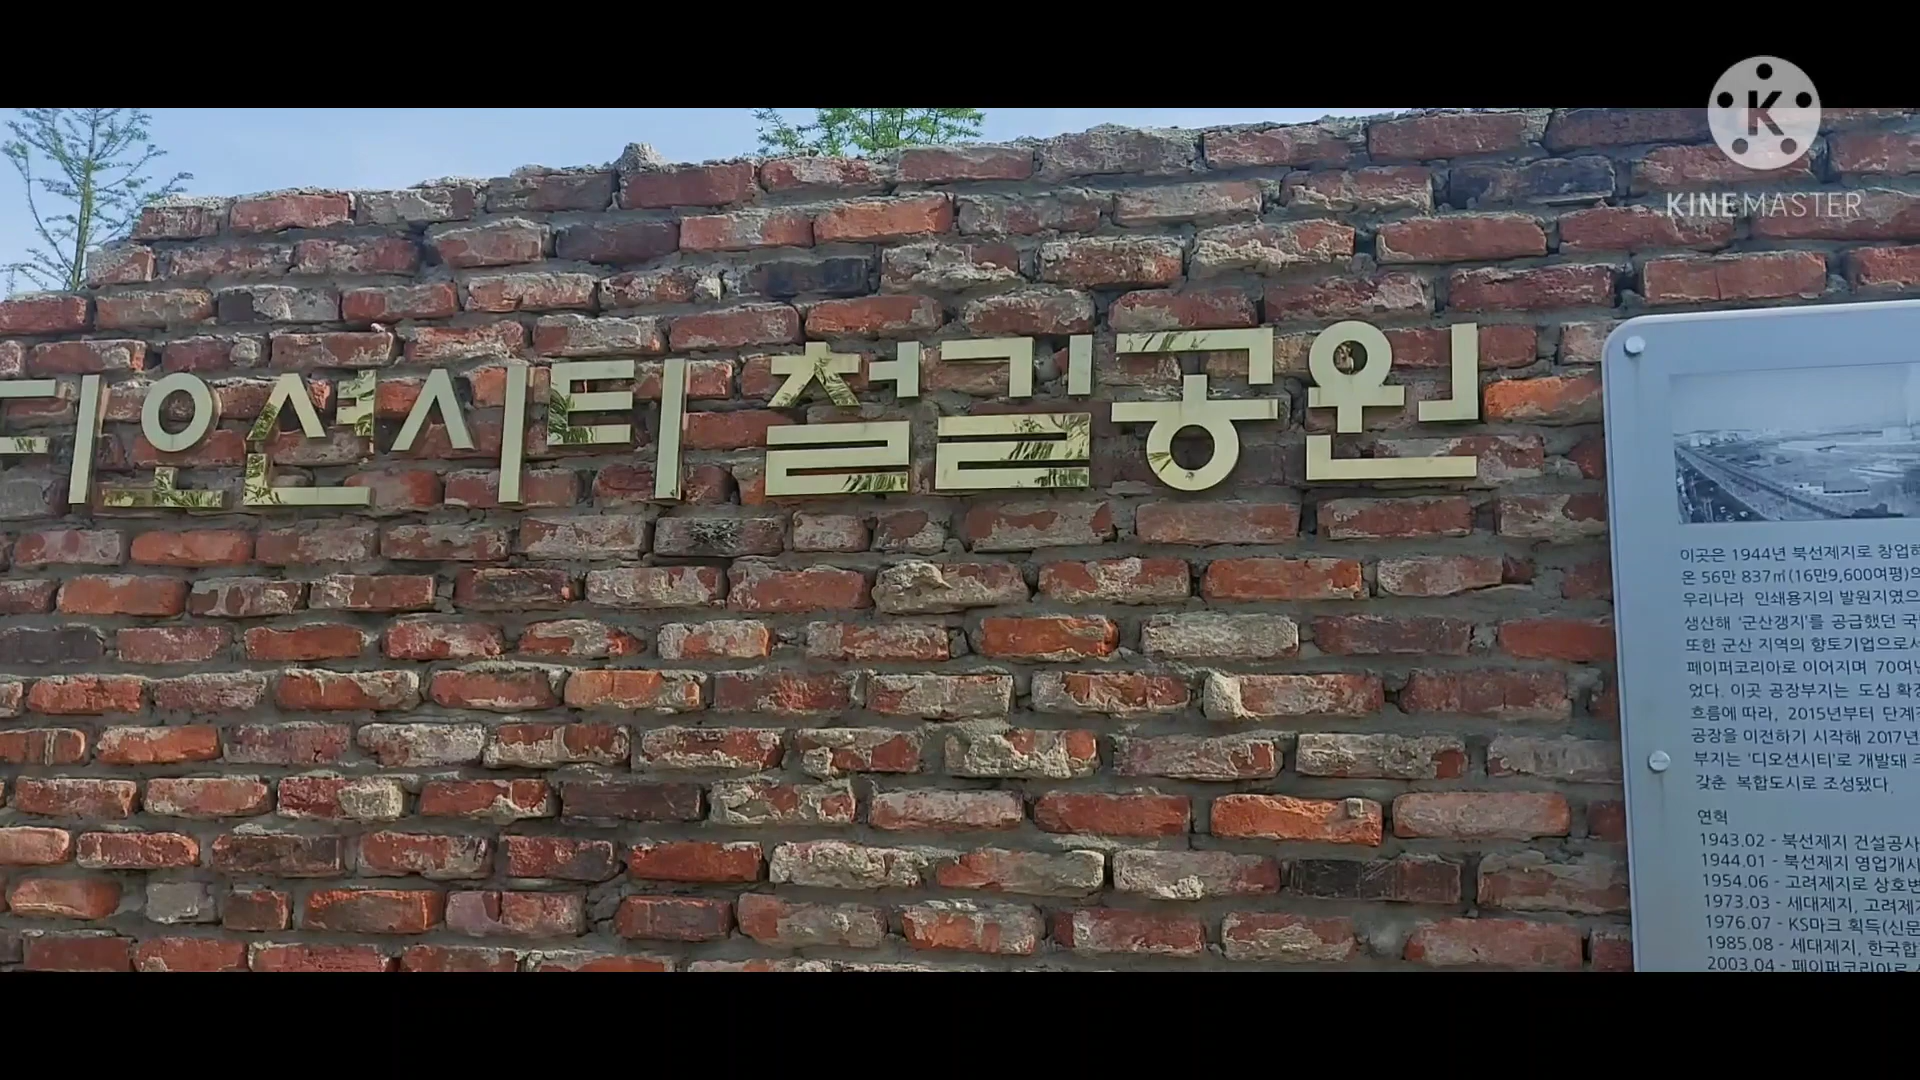 K
KINEMASTER
디오션시티 철길공원
이곳은 1944년 북선제지로 창업
온 56만 837㎡(16만9,600여평)의
우리나라 인쇄용지의 발원지였으
생산해 '군산갱지'를 공급했던
또한 군산 지역의 향토기업으로서
페이퍼코리아로 이어지며 70여
었다. 이곳 공장부지는 도심
흐름에 따라, 2015년부터
공장을 이전하기 시작해 2017년
부지는 '디오션시티'로 개발돼
갖춘 복합도시로 조성됐다.
연혁
1943.02 - 북선제지 건설공사
1944.01 - 북선제지 영업개시
1954.06 - 고려제지로 상호변
1973.03 - 세대제지, 고려제지
1976.07 - KS마크 획득(신문
1985.08 - 세대제지, 한국합
2003.04 - 페이퍼코리아로